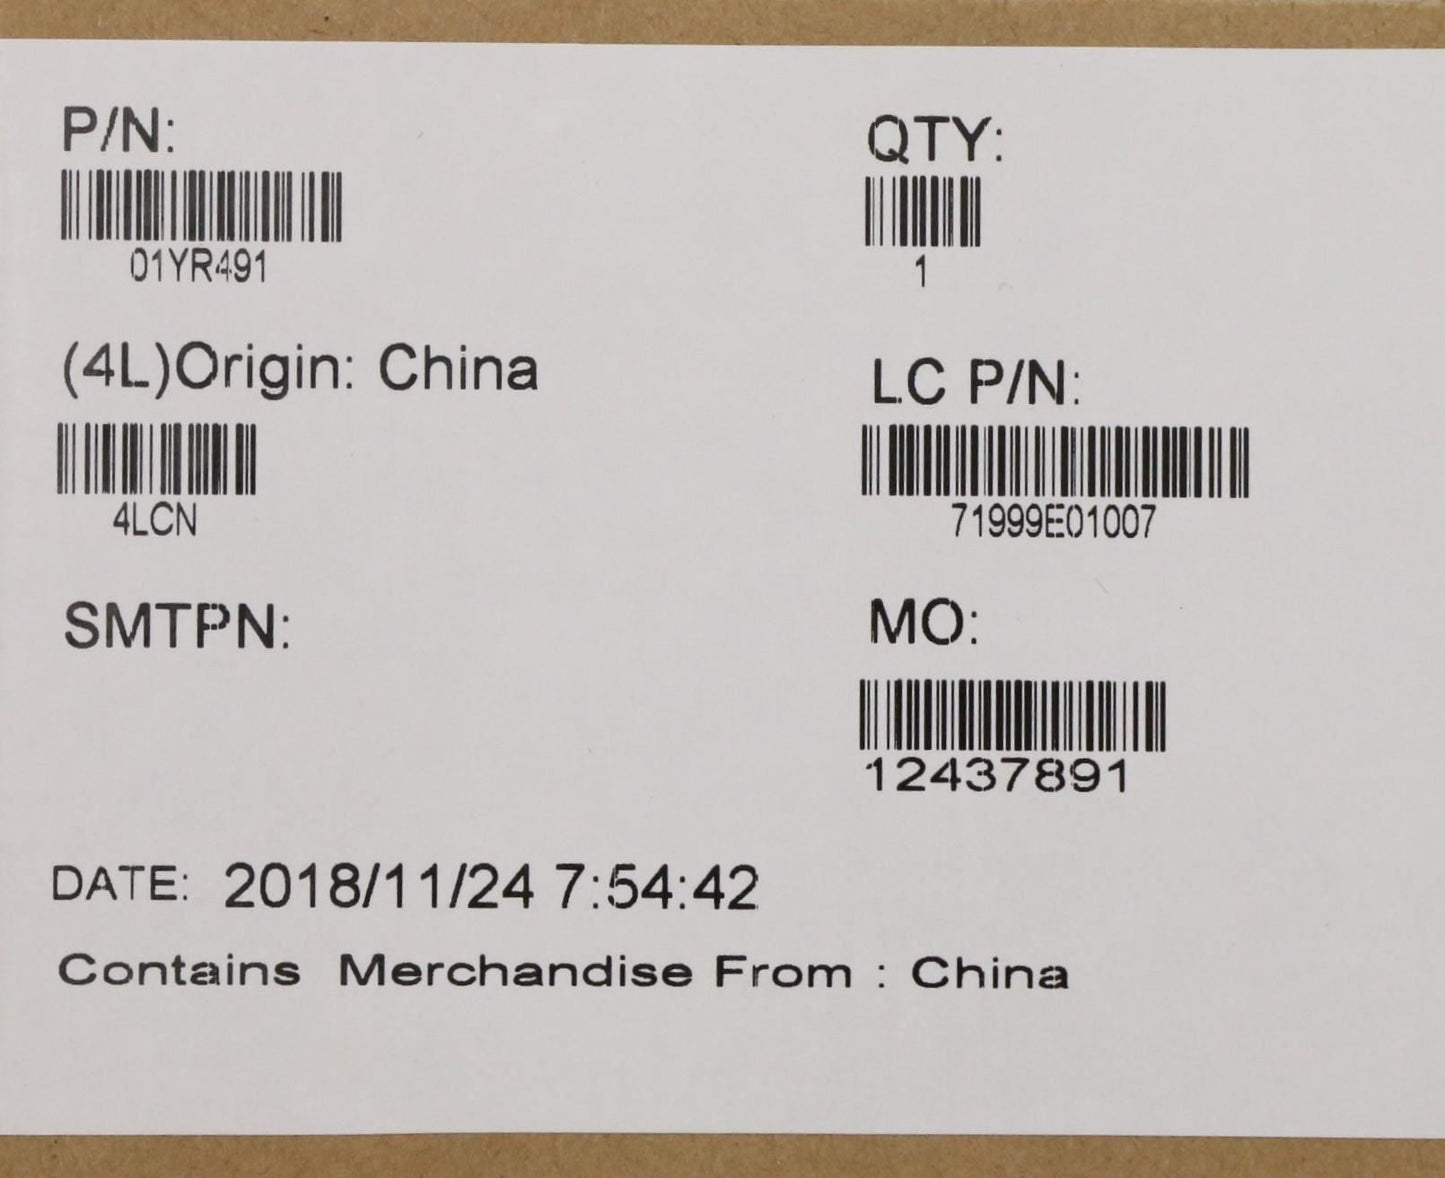 P/N:
01YR491
QTY:
1
(4L)Origin: China
4LCN
LC P/N:
71999E01007
SMTPN:
MO:
12437891
DATE: 2018/11/24 7:54:42
Contains Merchandise From : China